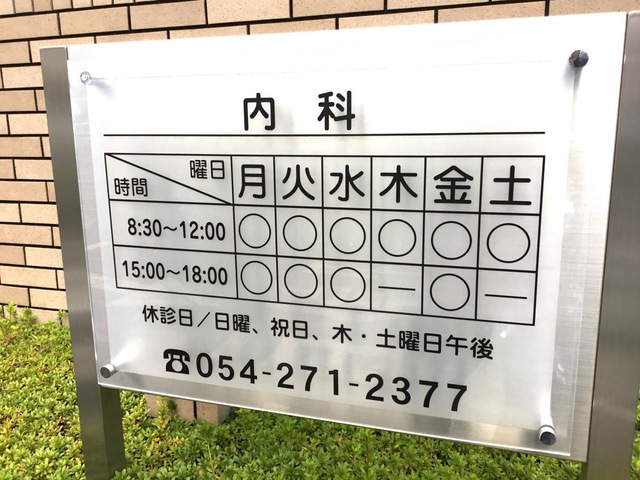 内 科
曜日
時間 月 火 水 木 金 土
8:30〜12:00 ○ ○ ○ ○ ○ ○
15:00〜18:00 ○ ○ ○ ― ○ ―
休診日／日曜、祝日、木・土曜日午後
☎054-271-2377